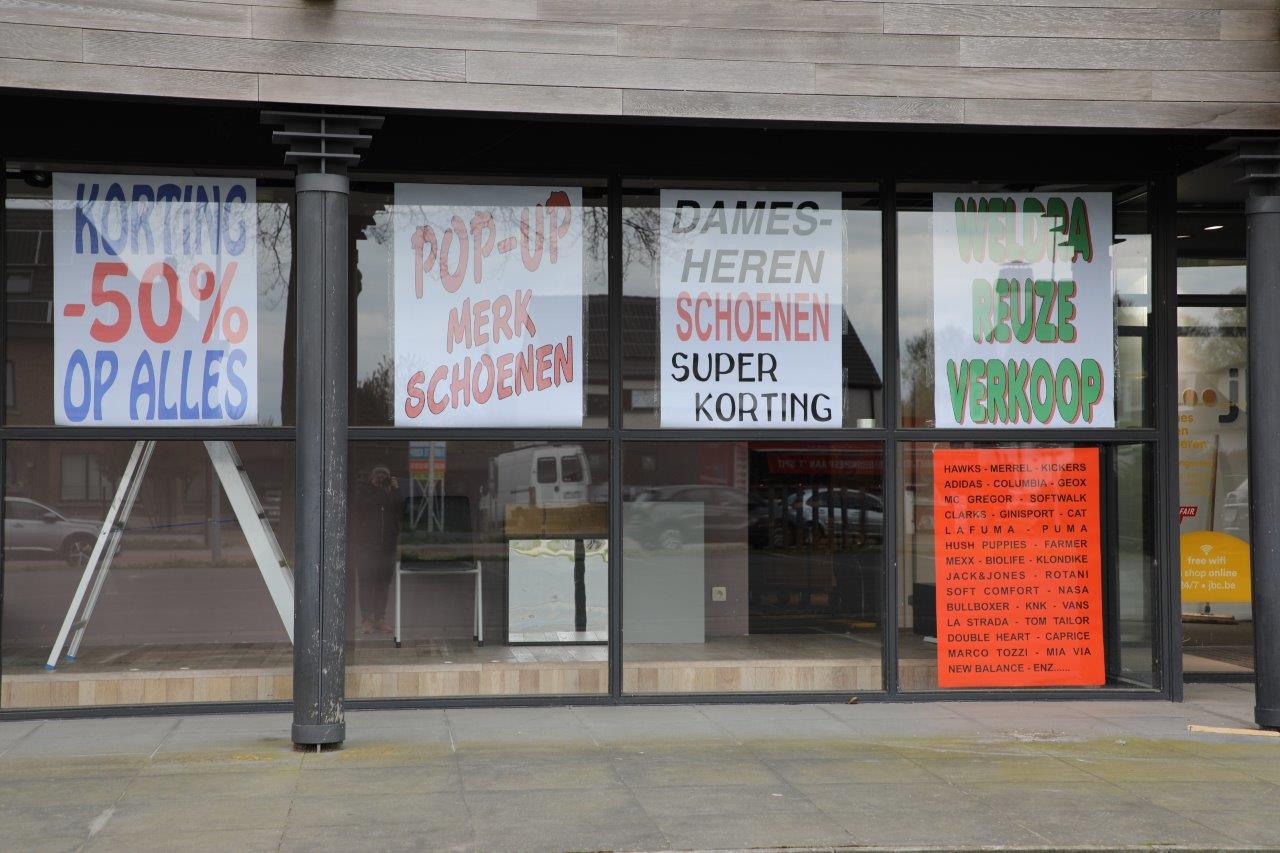 KORTING
-50%
OP ALLES
POP-UP
MERK
SCHOENEN
DAMES-
HEREN
SCHOENEN
SUPER
KORTING
WELDRA
REUZE
VERKOOP
HAWKS - MERREL - KICKERS
ADIDAS - COLUMBIA - GEOX
MC GREGOR - SOFTWALK
CLARKS - GINISPORT - CAT
LAFUMA - PUMA
HUSH PUPPIES - FARMER
MEXX - BIOLIFE - KLONDIKE
JACK&JONES - ROTANI
SOFT COMFORT - NASA
BULLBOXER - KNK - VANS
LA STRADA - TOM TAILOR
DOUBLE HEART - CAPRICE
MARCO TOZZI - MIA VIA
NEW BALANCE - ENZ......
j
FAIR
free wifi
shop online
24/7 • jbc.be